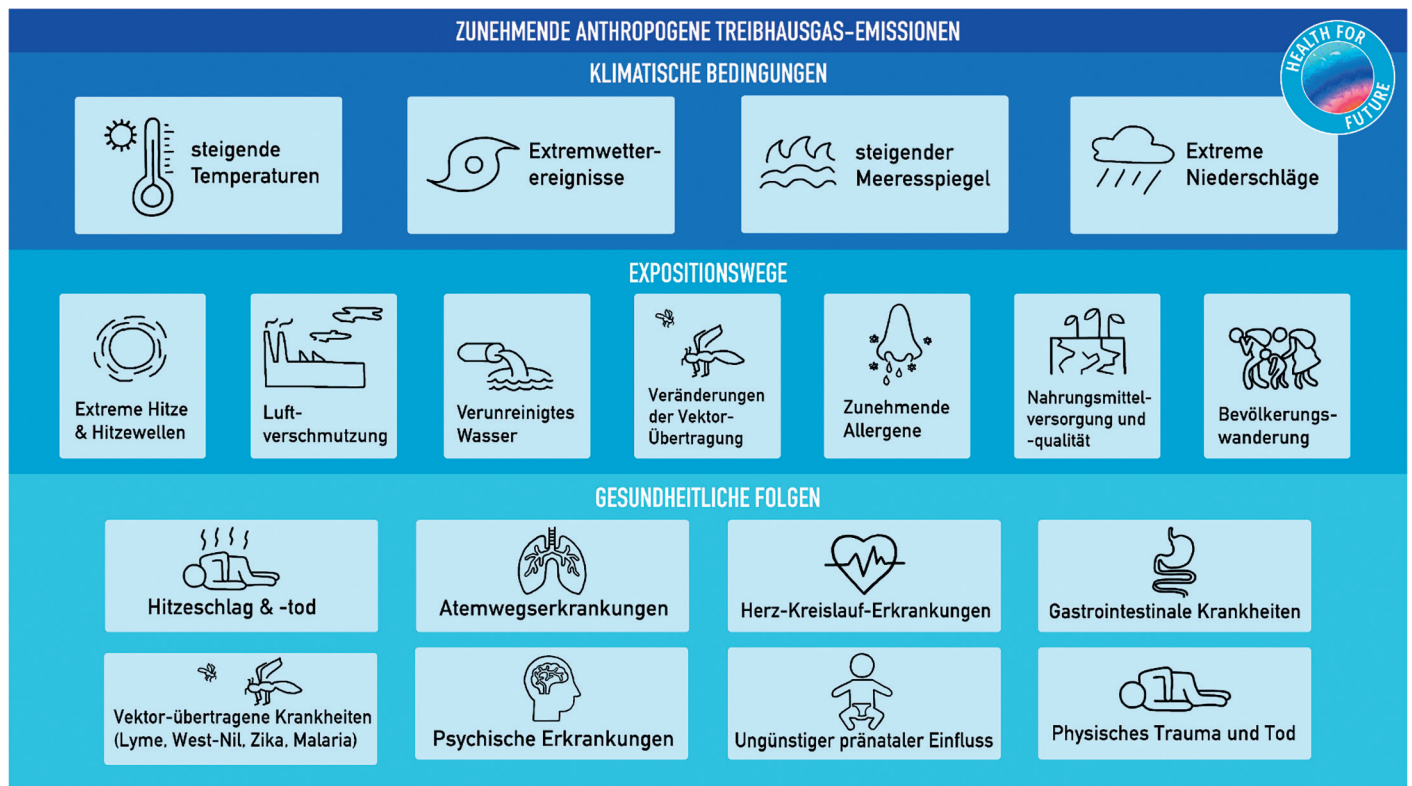 ZUNEHMENDE ANTHROPOGENE TREIBHAUSGAS-EMISSIONEN
HEALTH FOR
FUTURE
KLIMATISCHE BEDINGUNGEN
steigende
Temperaturen
Extremwetter-
ereignisse
steigender
Meeresspiegel
Extreme
Niederschläge
EXPOSITIONSWEGE
Extreme Hitze
& Hitzewellen
Luft-
verschmutzung
Verunreinigtes
Wasser
Veränderungen
der Vektor-
Übertragung
Zunehmende
Allergene
Nahrungsmittel-
versorgung und
-qualität
Bevölkerungs-
wanderung
GESUNDHEITLICHE FOLGEN
Hitzeschlag & -tod
Atemwegserkrankungen
Herz-Kreislauf-Erkrankungen
Gastrointestinale Krankheiten
Vektor-übertragene Krankheiten
(Lyme, West-Nil, Zika, Malaria)
Psychische Erkrankungen
Ungünstiger pränataler Einfluss
Physisches Trauma und Tod